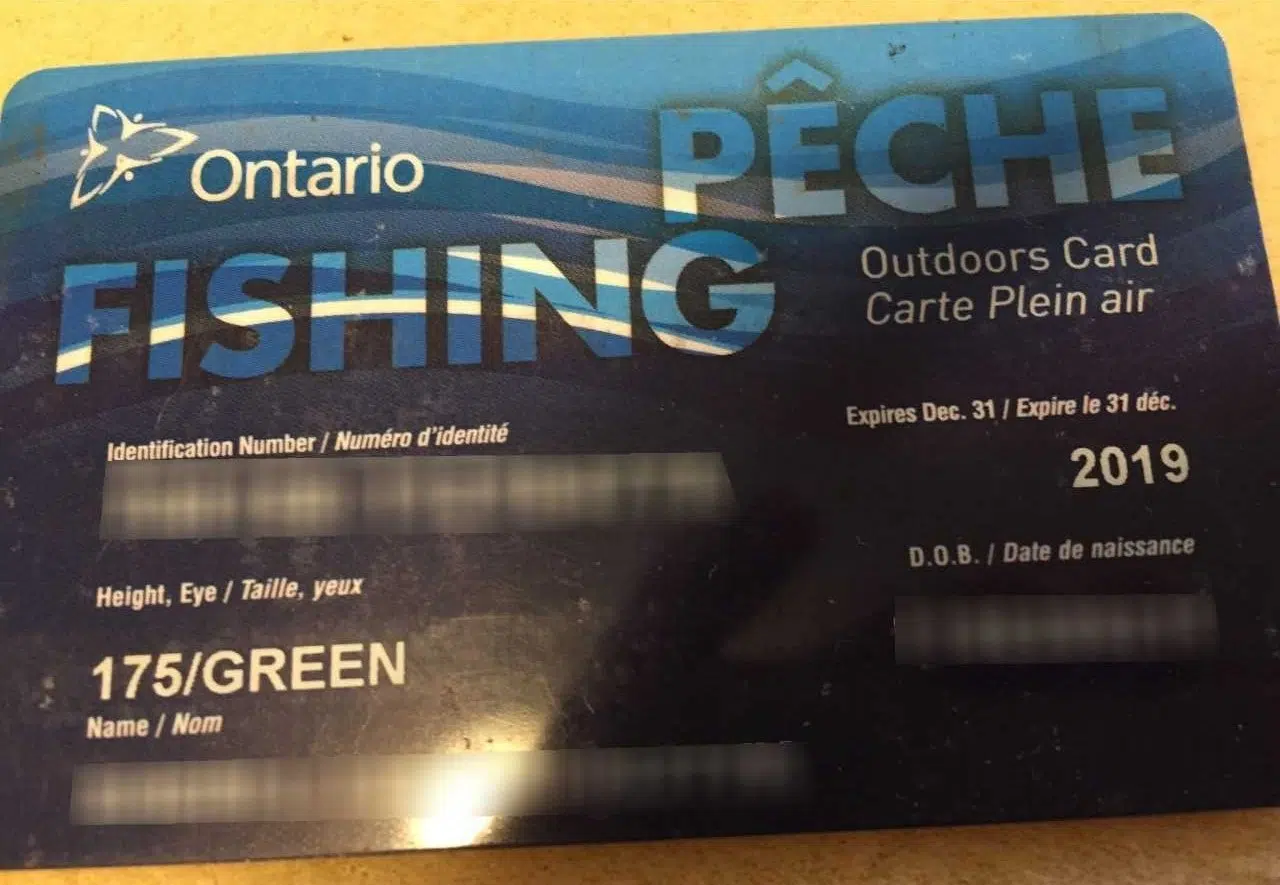 Ontario
PÊCHE
FISHING
Outdoors Card
Carte Plein air
Expires Dec. 31 / Expire le 31 déc.
2019
Identification Number / Numéro d'identité
D.O.B. / Date de naissance
Height, Eye / Taille, yeux
175/GREEN
Name / Nom